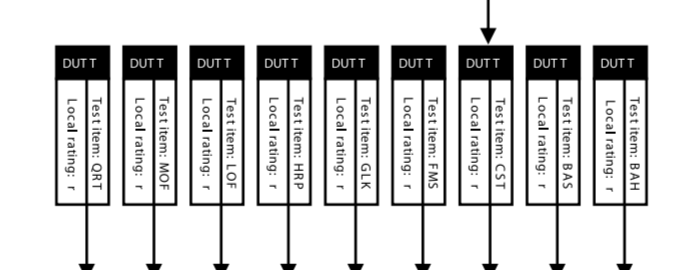 DUT T
Test item: QRT
Local rating: r
DUT T
Test item: MOF
Local rating: r
DUT T
Test item: LOF
Local rating: r
DUT T
Test item: HRP
Local rating: r
DUT T
Test item: GLK
Local rating: r
DUT T
Test item: FMS
Local rating: r
DUT T
Test item: CST
Local rating: r
DUT T
Test item: BAS
Local rating: r
DUT T
Test item: BAH
Local rating: r